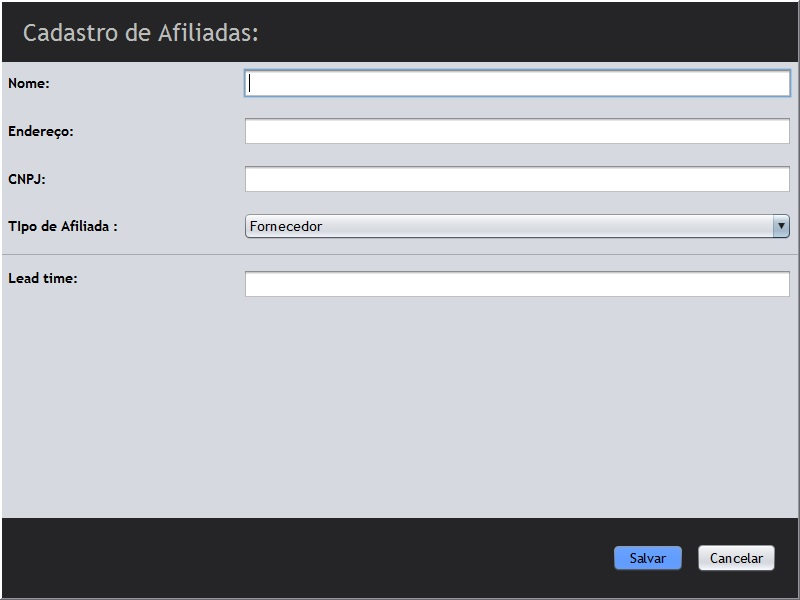 Cadastro de Afiliadas:
Nome:
Endereço:
CNPJ:
TIpo de Afiliada :
Fornecedor
Lead time:
Salvar
Cancelar